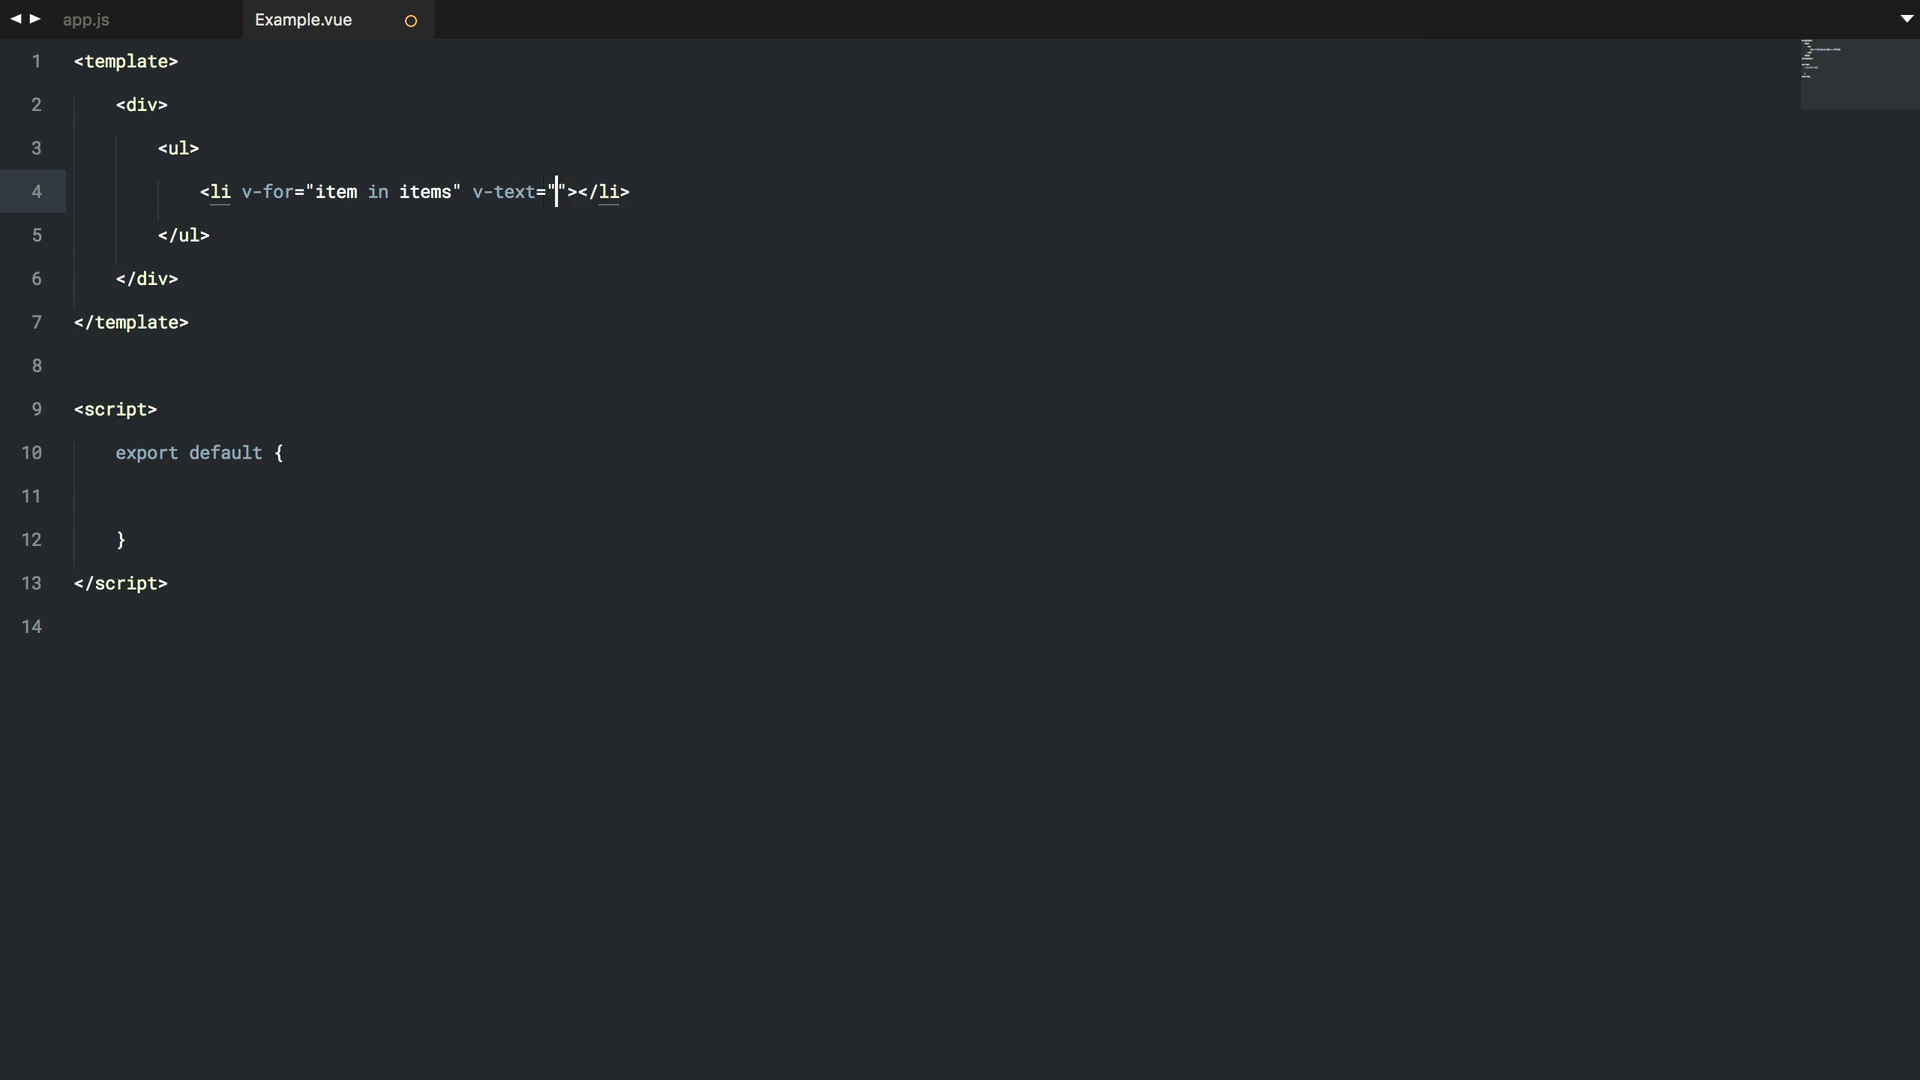 app.js
Example.vue
1 <template>
2 <div>
3 <ul>
4 <li v-for="item in items" v-text=""></li>
5 </ul>
6 </div>
7 </template>
8
9 <script>
10 export default {
11
12 }
13 </script>
14